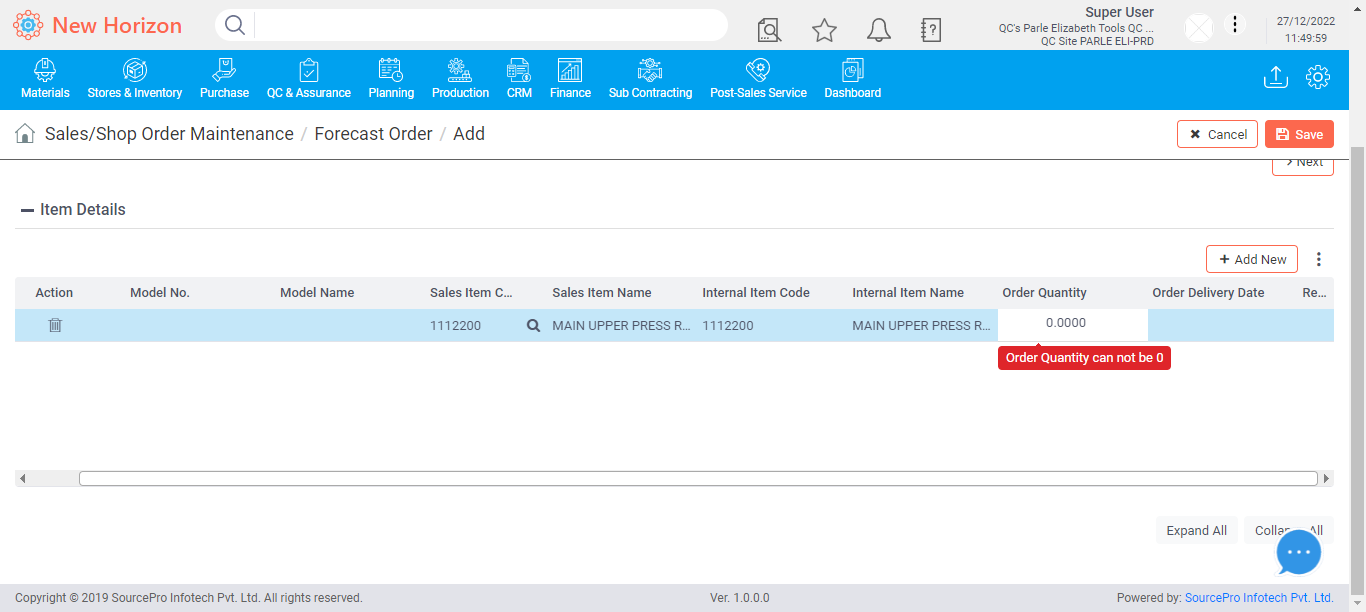 New Horizon
Super User
QC's Parle Elizabeth Tools QC ...
QC Site PARLE ELI-PRD
27/12/2022
11:49:59
Materials
Stores & Inventory
Purchase
QC & Assurance
Planning
Production
CRM
Finance
Sub Contracting
Post-Sales Service
Dashboard
Sales/Shop Order Maintenance / Forecast Order / Add
Cancel
Save
Next
Item Details
+ Add New
Action Model No. Model Name Sales Item C... Sales Item Name Internal Item Code Internal Item Name Order Quantity Order Delivery Date Re...
1112200 MAIN UPPER PRESS R... 1112200 MAIN UPPER PRESS R... 0.0000
Order Quantity can not be 0
Expand All
Collap All
Copyright © 2019 SourcePro Infotech Pvt. Ltd. All rights reserved.
Ver. 1.0.0.0
Powered by: SourcePro Infotech Pvt. Ltd.